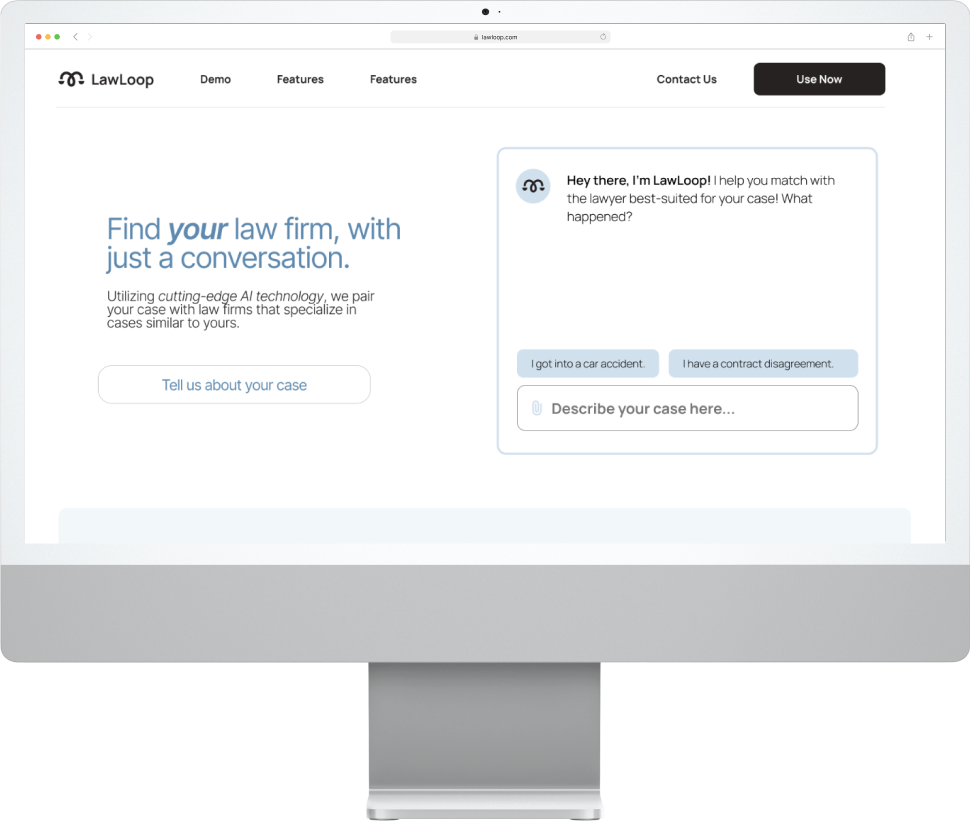 lawloop.com
LawLoop
Demo
Features
Features
Contact Us
Use Now
Find your law firm, with
just a conversation.
Utilizing cutting-edge AI technology, we pair
your case with law firms that specialize in
cases similar to yours.
Tell us about your case
Hey there, I'm LawLoop! I help you match with
the lawyer best-suited for your case! What
happened?
I got into a car accident.
I have a contract disagreement.
Describe your case here...